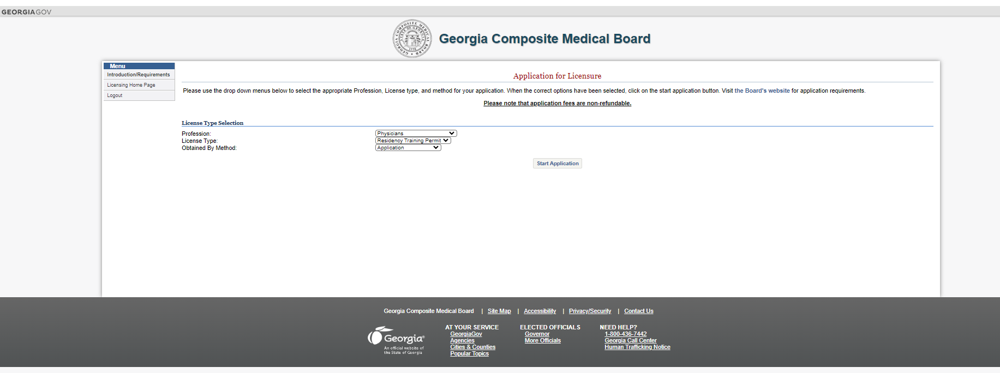 GEORGIAGOV
Georgia Composite Medical Board
Menu
Introduction/Requirements
Licensing Home Page
Logout
Application for Licensure
Please use the drop down menus below to select the appropriate Profession, License type, and method for your application. When the correct options have been selected, click on the start application button. Visit the Board's website for application requirements.
Please note that application fees are non-refundable.
License Type Selection
Profession: Physicians
License Type: Residency Training Permit
Obtained By Method: Application
Start Application
Georgia Composite Medical Board | Site Map | Accessibility | Privacy/Security | Contact Us
Georgia®
An official website of
the State of Georgia
AT YOUR SERVICE
GeorgiaGov
Agencies
Cities & Counties
Popular Topics
ELECTED OFFICIALS
Governor
More Officials
NEED HELP?
1-800-436-7442
Georgia Call Center
Human Trafficking Notice